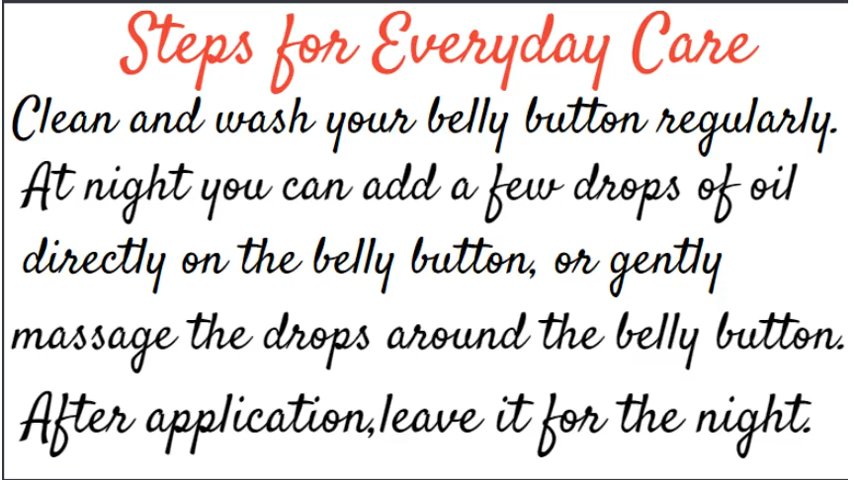 Steps for Everyday Care
Clean and wash your belly button regularly.
At night you can add a few drops of oil
directly on the belly button, or gently
massage the drops around the belly button.
After application,leave it for the night.